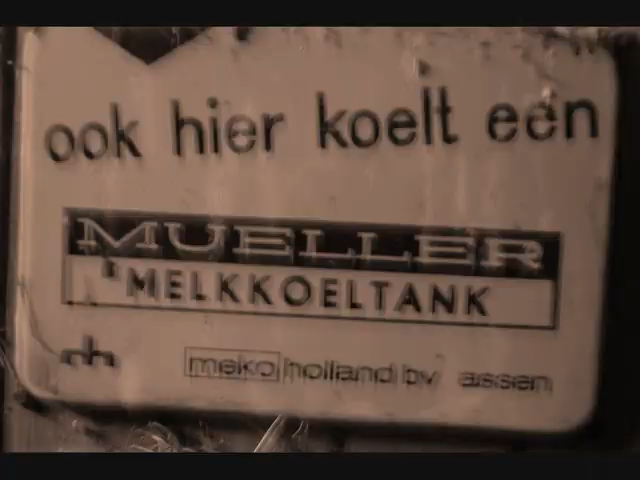 ook hier koelt een
MUELLER
MELKKOELTANK
meko holland bv assen